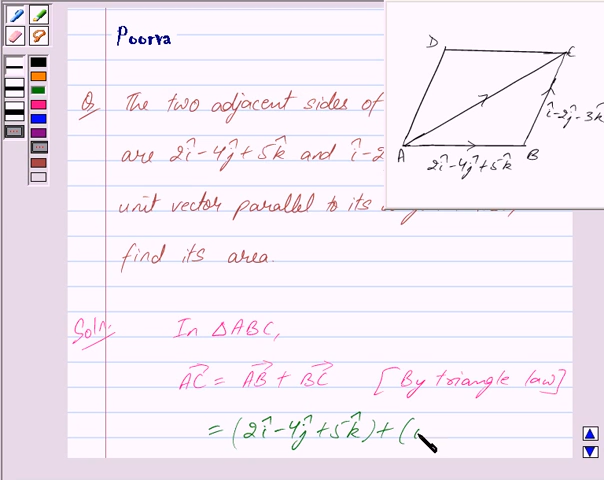 Poorva
Q The two adjacent sides of
are 2î-4ĵ+5k̂ and î-2
unit vector parallel to its
find its area.
D C
î-2ĵ-3k̂
A B
2î-4ĵ+5k̂
Soln:
In ΔABC,
AC⃗ = AB⃗ + BC⃗ [By triangle law]
= (2î-4ĵ+5k̂)+(